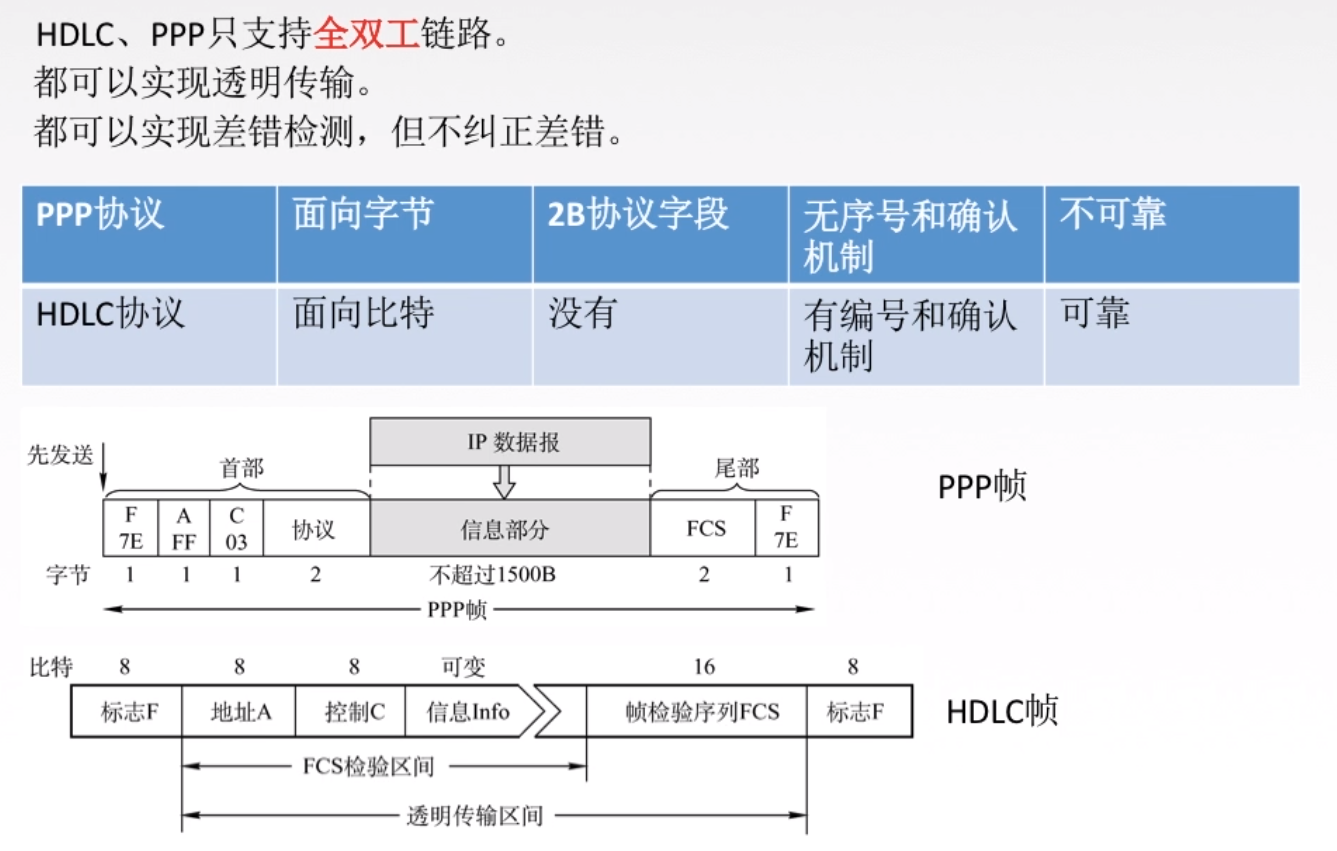 HDLC、PPP只支持全双工链路。
都可以实现透明传输。
都可以实现差错检测，但不纠正差错。
PPP协议 面向字节 2B协议字段 无序号和确认机制 不可靠
HDLC协议 面向比特 没有 有编号和确认机制 可靠
IP 数据报
先发送 首部 尾部
PPP帧
F 7E A FF C 03 协议 信息部分 FCS F 7E
字节 1 1 1 2 不超过1500B 2 1
PPP帧
比特 8 8 8 可变 16 8
标志F 地址A 控制C 信息Info 帧检验序列FCS 标志F HDLC帧
FCS检验区间
透明传输区间